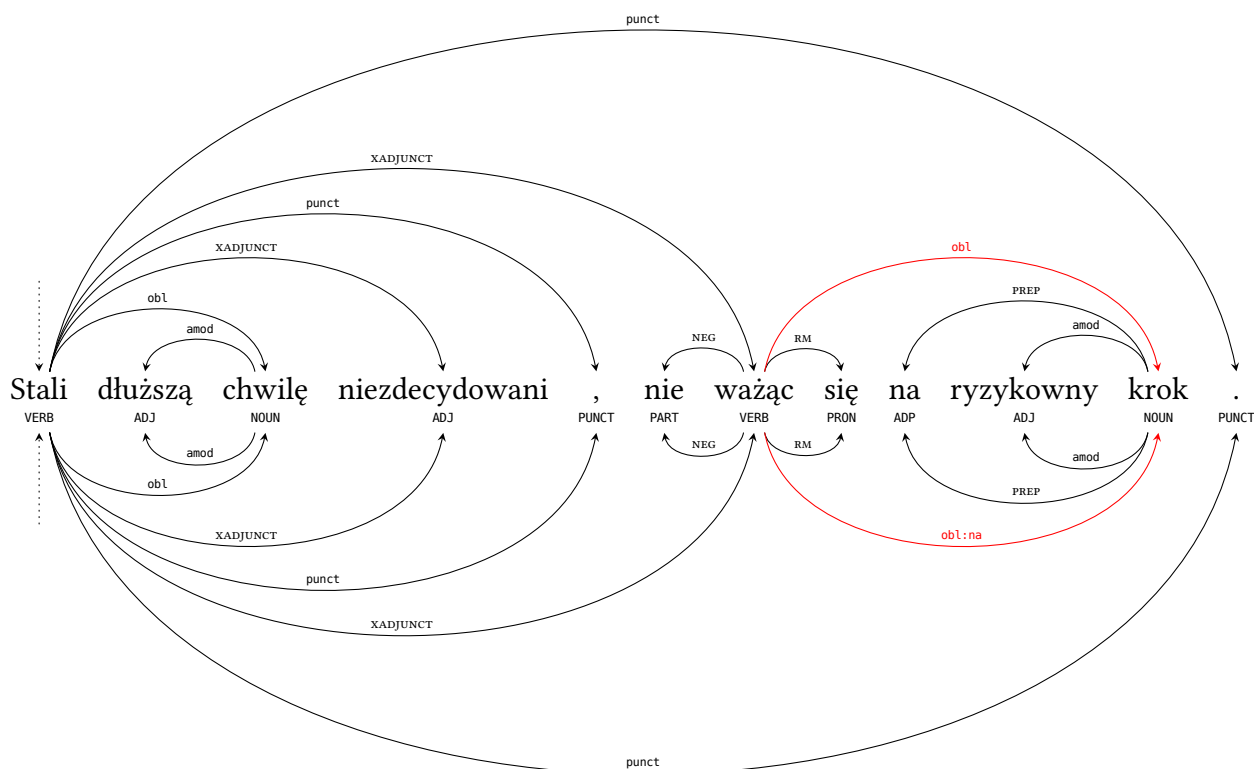 punct
XADJUNCT
punct
XADJUNCT
obl
obl
PREP
amod
amod
NEG
RM
Stali dłuższą chwilę niezdecydowani , nie ważąc się na ryzykowny krok .
VERB ADJ NOUN ADJ PUNCT PART VERB PRON ADP ADJ NOUN PUNCT
amod
NEG
RM
amod
obl
PREP
XADJUNCT
obl:na
punct
XADJUNCT
punct